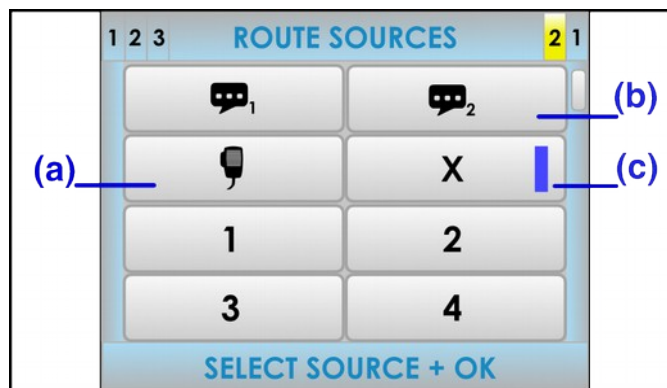 1 2 3 ROUTE SOURCES 2 1
1 2
(b)
(a) X (c)
1 2
3 4
SELECT SOURCE + OK